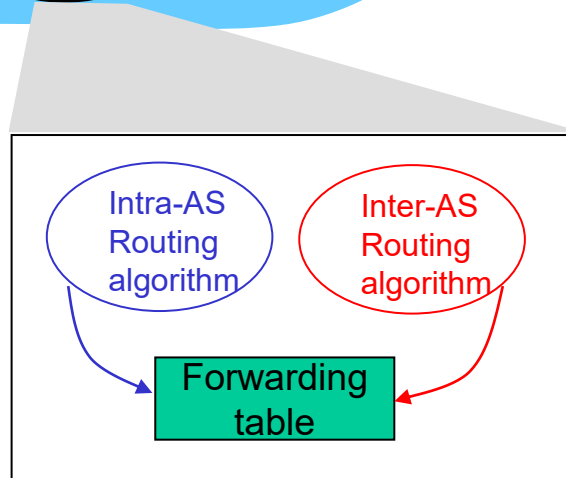 Intra-AS
Routing
algorithm
Inter-AS
Routing
algorithm
Forwarding
table